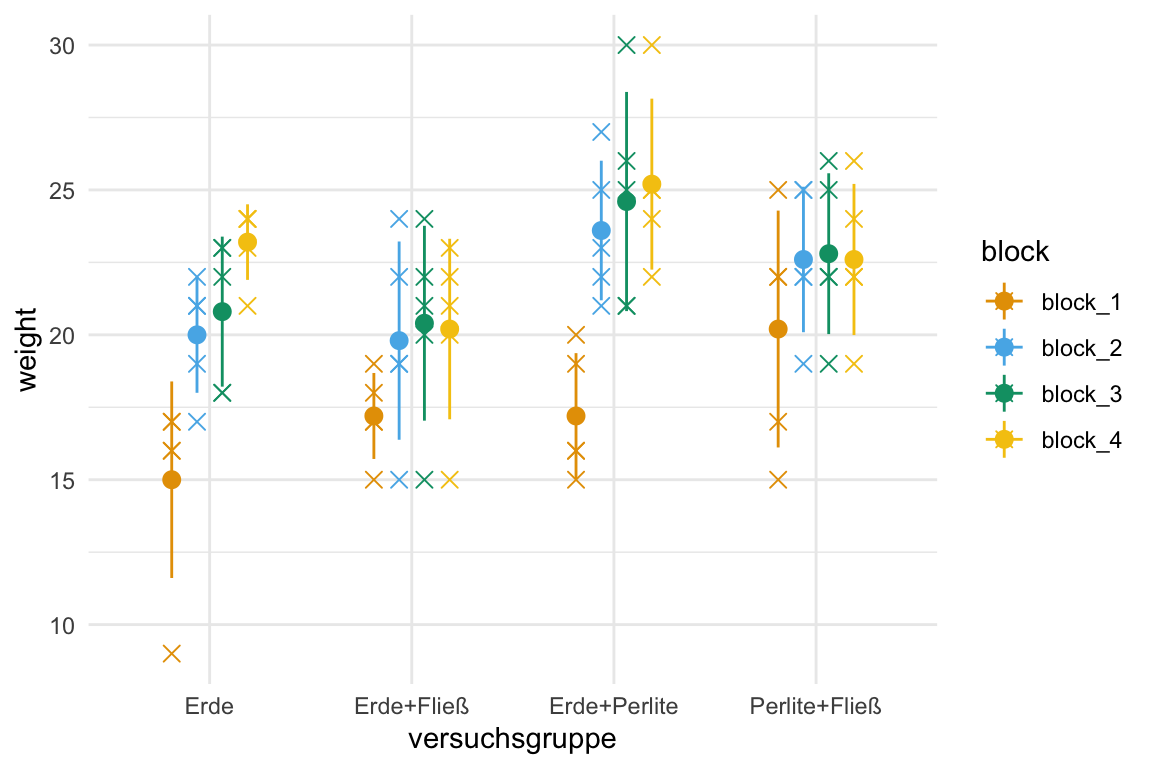 30
25
20
15
10
weight
Erde
Erde+Fließ
Erde+Perlite
Perlite+Fließ
versuchsgruppe
block
block_1
block_2
block_3
block_4